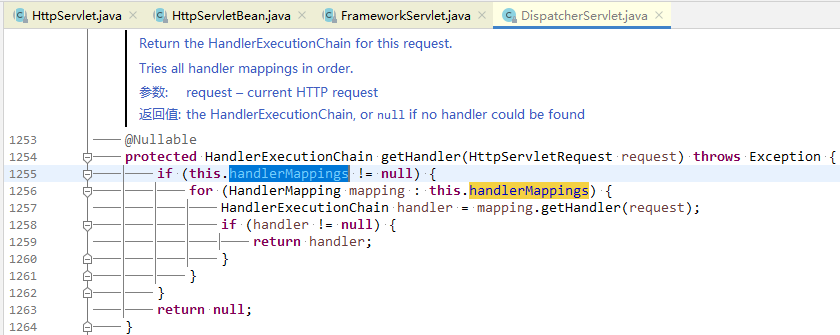 HttpServlet.java × HttpServletBean.java × FrameworkServlet.java × DispatcherServlet.java ×
Return the HandlerExecutionChain for this request.
Tries all handler mappings in order.
参数: request – current HTTP request
返回值: the HandlerExecutionChain, or null if no handler could be found
1253 @Nullable
1254 protected HandlerExecutionChain getHandler(HttpServletRequest request) throws Exception {
1255 if (this.handlerMappings != null) {
1256 for (HandlerMapping mapping : this.handlerMappings) {
1257 HandlerExecutionChain handler = mapping.getHandler(request);
1258 if (handler != null) {
1259 return handler;
1260 }
1261 }
1262 }
1263 return null;
1264 }